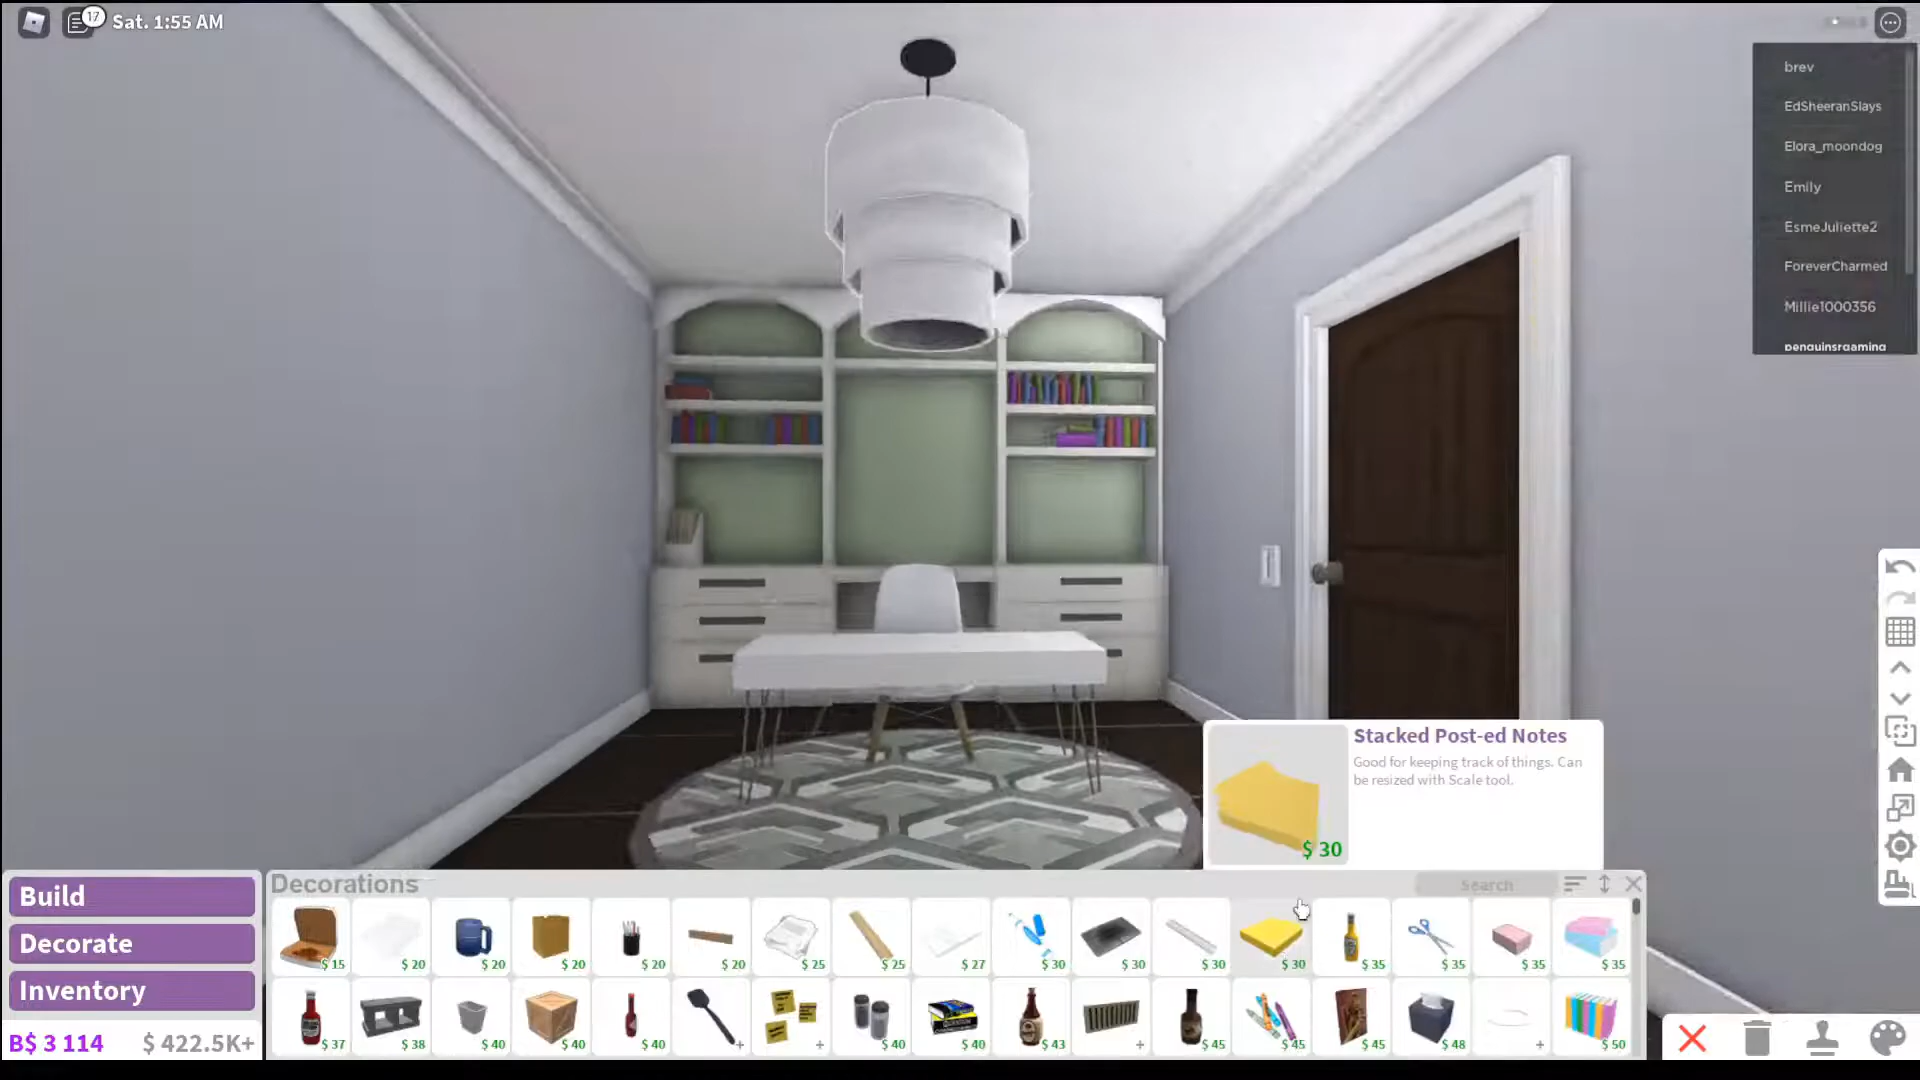 17 Sat. 1:55 AM
brev
EdSheeranSlays
Elora_moondog
Emily
EsmeJuliette2
ForeverCharmed
Millie1000356
penguinsrgaming
Stacked Post-ed Notes
Good for keeping track of things. Can
be resized with Scale tool.
$ 30
Build
Decorate
Inventory
B$ 3 114 $ 422.5K+
Decorations
Search
$ 15 $ 20 $ 20 $ 20 $ 20 $ 20 $ 25 $ 25 $ 27 $ 30 $ 30 $ 30 $ 30 $ 35 $ 35 $ 35 $ 35
$ 37 $ 38 $ 40 $ 40 $ 40 + + $ 40 $ 40 $ 43 + $ 45 $ 45 $ 45 $ 48 + $ 50